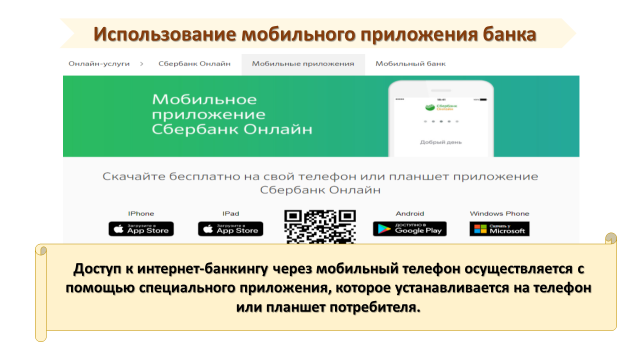 Использование мобильного приложения банка
Онлайн-услуги > Сбербанк Онлайн Мобильные приложения Мобильный банк
Мобильное
приложение
Сбербанк Онлайн
Сбербанк
Онлайн
Добрый день
Скачайте бесплатно на свой телефон или планшет приложение
Сбербанк Онлайн
IPhone IPad Android Windows Phone
Загрузите в
App Store
Загрузите в
App Store
ДОСТУПНО В
Google Play
Скачать с
Microsoft
Доступ к интернет-банкингу через мобильный телефон осуществляется с
помощью специального приложения, которое устанавливается на телефон
или планшет потребителя.